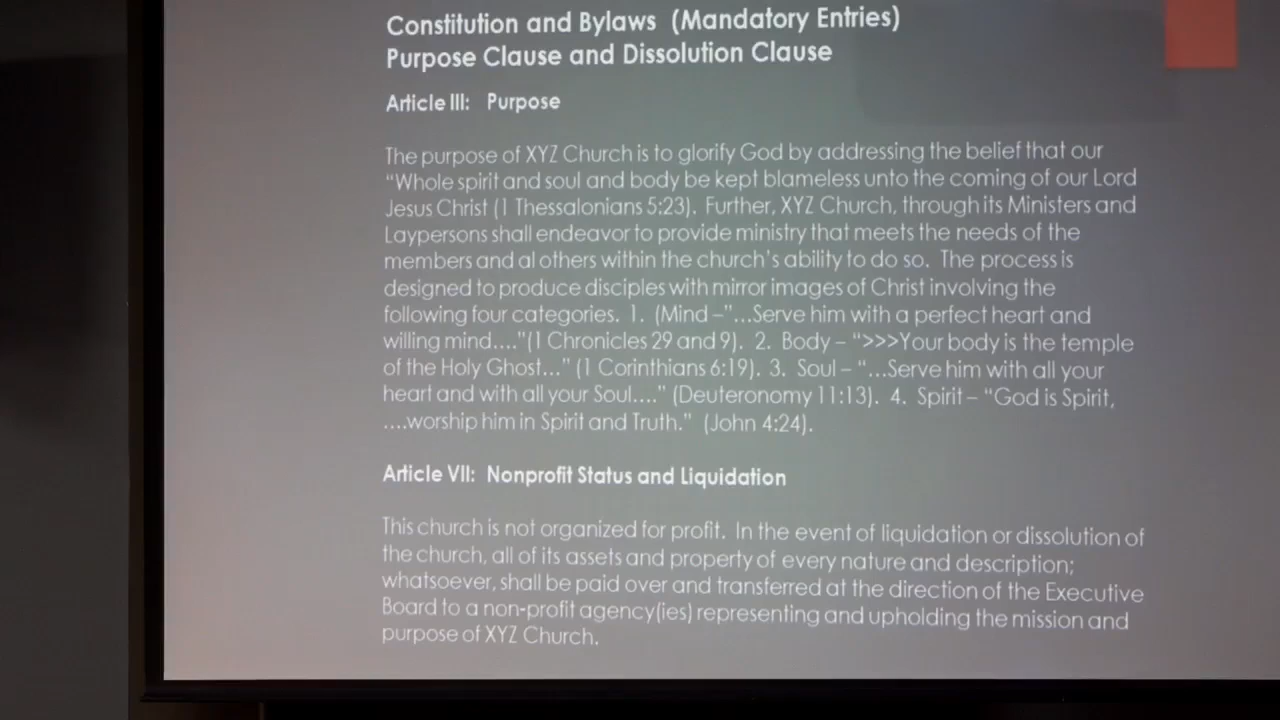 Constitution and Bylaws (Mandatory Entries)
Purpose Clause and Dissolution Clause
Article III: Purpose
The purpose of XYZ Church is to glorify God by addressing the belief that our
“Whole spirit and soul and body be kept blameless unto the coming of our Lord
Jesus Christ (1 Thessalonians 5:23). Further, XYZ Church, through its Ministers and
Laypersons shall endeavor to provide ministry that meets the needs of the
members and al others within the church’s ability to do so. The process is
designed to produce disciples with mirror images of Christ involving the
following four categories. 1. (Mind –"...Serve him with a perfect heart and
willing mind...."(1 Chronicles 29 and 9). 2. Body – “>>>Your body is the temple
of the Holy Ghost...” (1 Corinthians 6:19). 3. Soul – “...Serve him with all your
heart and with all your Soul....” (Deuteronomy 11:13). 4. Spirit – “God is Spirit,
....worship him in Spirit and Truth.” (John 4:24).
Article VII: Nonprofit Status and Liquidation
This church is not organized for profit. In the event of liquidation or dissolution of
the church, all of its assets and property of every nature and description;
whatsoever, shall be paid over and transferred at the direction of the Executive
Board to a non-profit agency(ies) representing and upholding the mission and
purpose of XYZ Church.